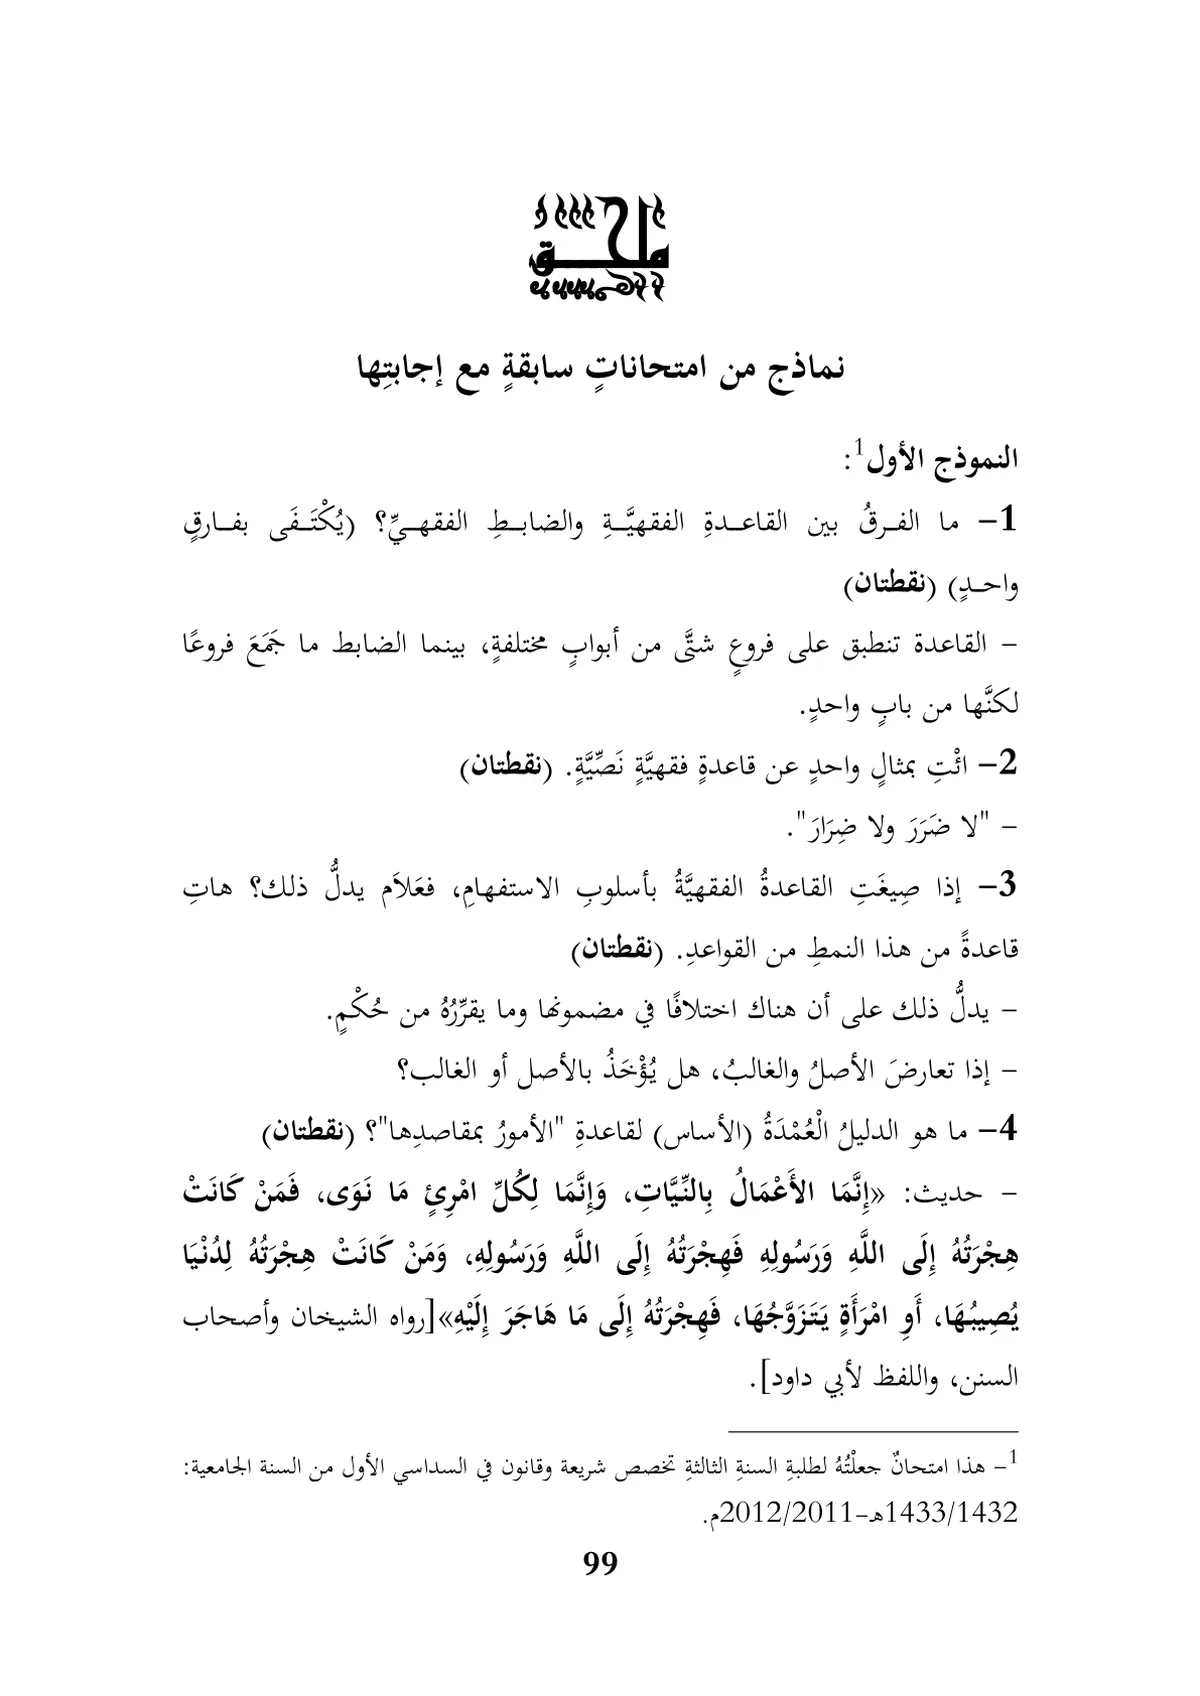 ملحق
نماذج من امتحاناتٍ سابقةٍ مع إجابتِها
النموذج الأول1:
1- ما الفرقُ بين القاعدةِ الفقهيَّةِ والضابطِ الفقهيِّ؟ (يُكْتَفَى بفارقٍ
واحدٍ) (نقطتان)
- القاعدة تنطبق على فروعٍ شتَّى من أبوابٍ مختلفةٍ، بينما الضابط ما جَمَعَ فروعًا
لكنَّها من بابٍ واحدٍ.
2- ائْتِ بمثالٍ واحدٍ عن قاعدةٍ فقهيَّةٍ نَصِّيَّةٍ. (نقطتان)
- "لا ضَرَرَ ولا ضِرَارَ".
3- إذا صِيغَتِ القاعدةُ الفقهيَّةُ بأسلوبِ الاستفهامِ، فعَلاَم يدلُّ ذلك؟ هاتِ
قاعدةً من هذا النمطِ من القواعدِ. (نقطتان)
- يدلُّ ذلك على أن هناك اختلافًا في مضمونها وما يقرِّرُهُ من حُكْمٍ.
- إذا تعارضَ الأصلُ والغالبُ، هل يُؤْخَذُ بالأصل أو الغالب؟
4- ما هو الدليلُ الْعُمْدَةُ (الأساس) لقاعدةِ "الأمورُ بمقاصدِها"؟ (نقطتان)
- حديث: «إِنَّمَا الأَعْمَالُ بِالنِّيَّاتِ، وَإِنَّمَا لِكُلِّ امْرِئٍ مَا نَوَى، فَمَنْ كَانَتْ
هِجْرَتُهُ إِلَى اللَّهِ وَرَسُولِهِ فَهِجْرَتُهُ إِلَى اللَّهِ وَرَسُولِهِ، وَمَنْ كَانَتْ هِجْرَتُهُ لِدُنْيَا
يُصِيبُهَا، أَوِ امْرَأَةٍ يَتَزَوَّجُهَا، فَهِجْرَتُهُ إِلَى مَا هَاجَرَ إِلَيْهِ»[رواه الشيخان وأصحاب
السنن، واللفظ لأبي داود].
1- هذا امتحانٌ جعلْتُهُ لطلبةِ السنةِ الثالثةِ تخصص شريعة وقانون في السداسي الأول من السنة الجامعية:
1433/1432هـ-2012/2011م.
99